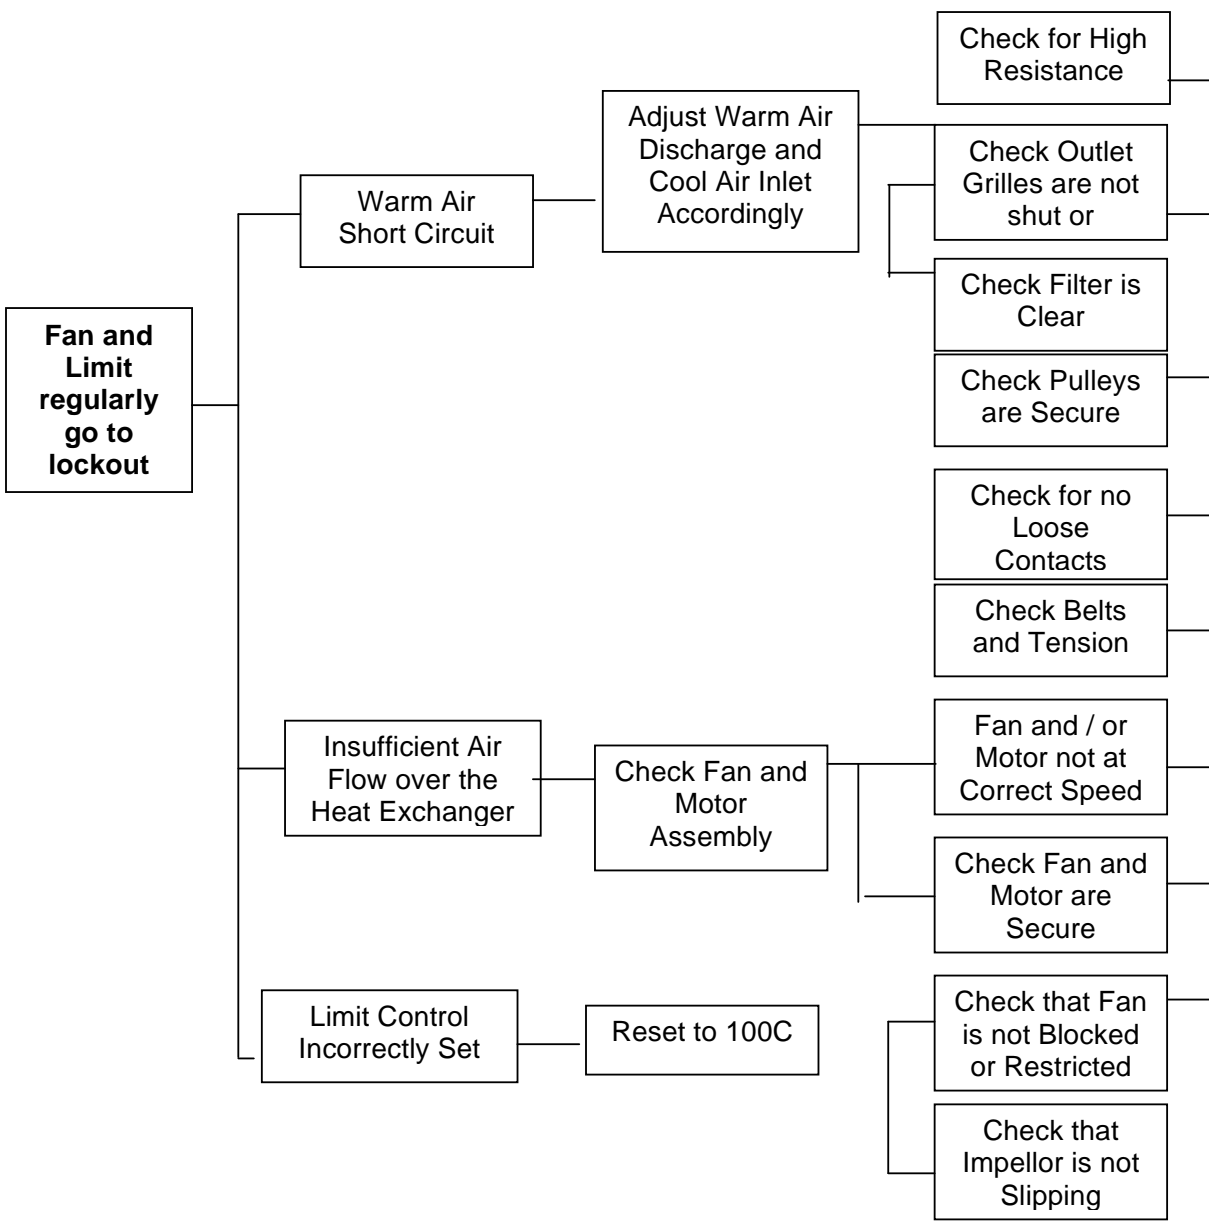 Fan and
Limit
regularly
go to
lockout
Warm Air
Short Circuit
Adjust Warm Air
Discharge and
Cool Air Inlet
Accordingly
Check for High
Resistance
Check Outlet
Grilles are not
shut or
Check Filter is
Clear
Check Pulleys
are Secure
Check for no
Loose
Contacts
Check Belts
and Tension
Insufficient Air
Flow over the
Heat Exchanger
Check Fan and
Motor
Assembly
Fan and / or
Motor not at
Correct Speed
Check Fan and
Motor are
Secure
Limit Control
Incorrectly Set
Reset to 100C
Check that Fan
is not Blocked
or Restricted
Check that
Impellor is not
Slipping